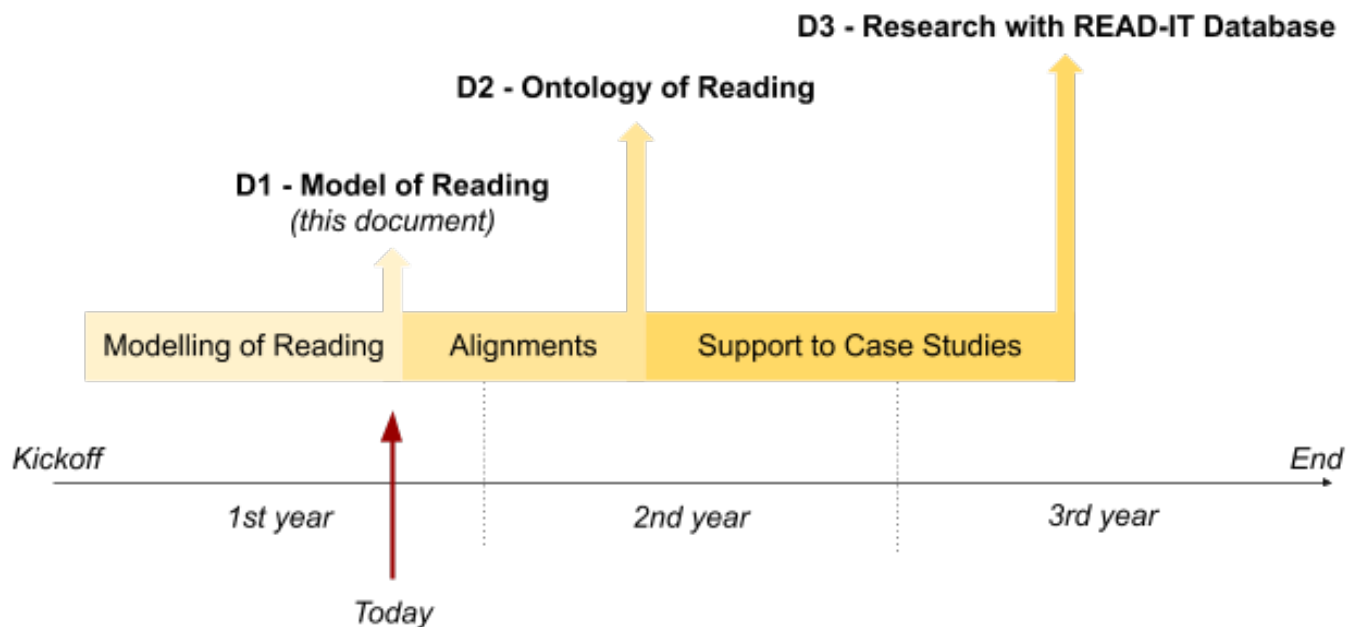 D3 - Research with READ-IT Database
D2 - Ontology of Reading
D1 - Model of Reading
(this document)
Modelling of Reading
Alignments
Support to Case Studies
Kickoff
End
1st year
2nd year
3rd year
Today